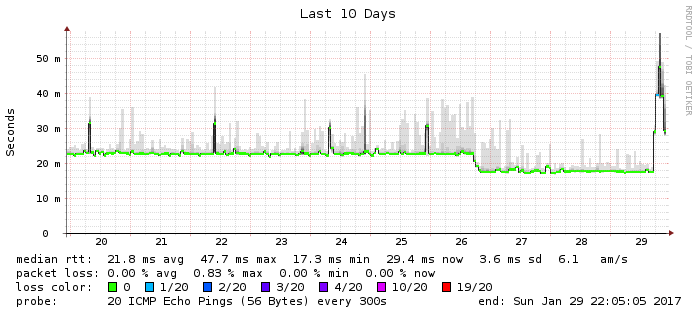 Last 10 Days
RRDTOOL / TOBI OETIKER
Seconds
50 m
40 m
30 m
20 m
10 m
0
20 21 22 23 24 25 26 27 28 29
median rtt: 21.8 ms avg 47.7 ms max 17.3 ms min 29.4 ms now 3.6 ms sd 6.1 am/s
packet loss: 0.00 % avg 0.83 % max 0.00 % min 0.00 % now
loss color: 0 1/20 2/20 3/20 4/20 10/20 19/20
probe: 20 ICMP Echo Pings (56 Bytes) every 300s end: Sun Jan 29 22:05:05 2017